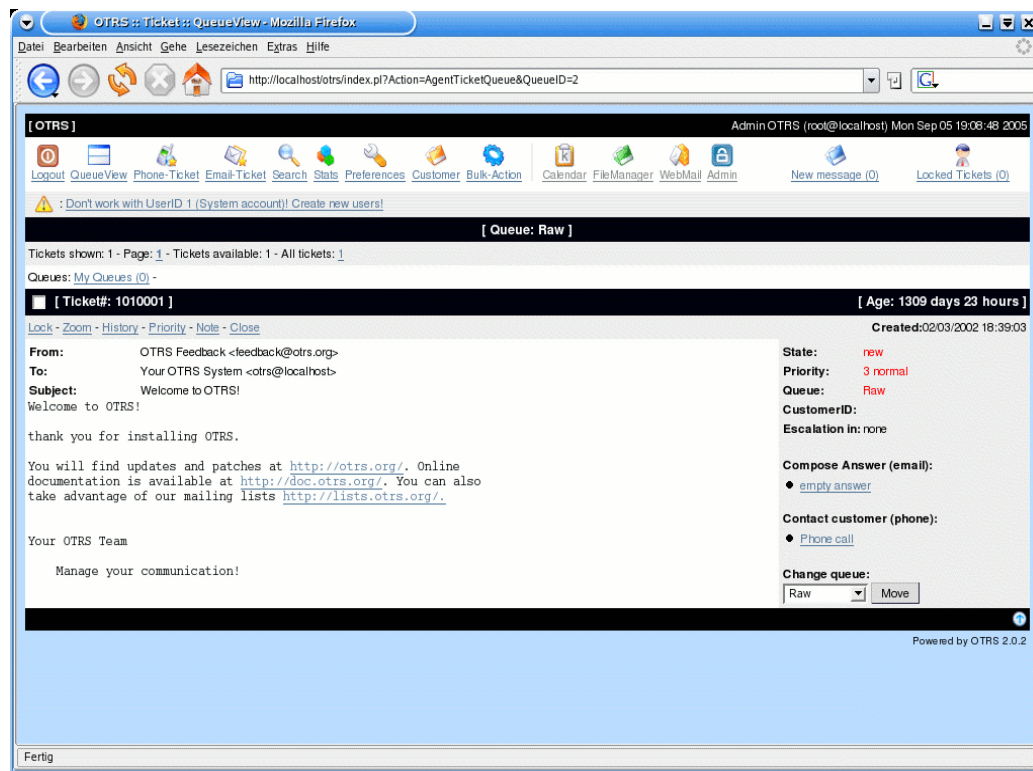 OTRS :: Ticket :: QueueView - Mozilla Firefox
Datei Bearbeiten Ansicht Gehe Lesezeichen Extras Hilfe
http://localhost/otrs/index.pl?Action=AgentTicketQueue&QueueID=2
G
[ OTRS ] Admin OTRS (root@localhost) Mon Sep 05 19:08:48 2005
Logout QueueView Phone-Ticket Email-Ticket Search Stats Preferences Customer Bulk-Action Calendar FileManager WebMail Admin New message (0) Locked Tickets (0)
: Don't work with UserID 1 (System account)! Create new users!
[ Queue: Raw ]
Tickets shown: 1 - Page: 1 - Tickets available: 1 - All tickets: 1
Queues: My Queues (0) -
[ Ticket#: 1010001 ] [ Age: 1309 days 23 hours ]
Lock - Zoom - History - Priority - Note - Close Created:02/03/2002 18:39:03
From: OTRS Feedback <feedback@otrs.org>
To: Your OTRS System <otrs@localhost>
Subject: Welcome to OTRS!
Welcome to OTRS!
thank you for installing OTRS.
You will find updates and patches at http://otrs.org/. Online
documentation is available at http://doc.otrs.org/. You can also
take advantage of our mailing lists http://lists.otrs.org/.
Your OTRS Team
Manage your communication!
State: new
Priority: 3 normal
Queue: Raw
CustomerID:
Escalation in: none
Compose Answer (email):
empty answer
Contact customer (phone):
Phone call
Change queue:
Raw Move
Powered by OTRS 2.0.2
Fertig